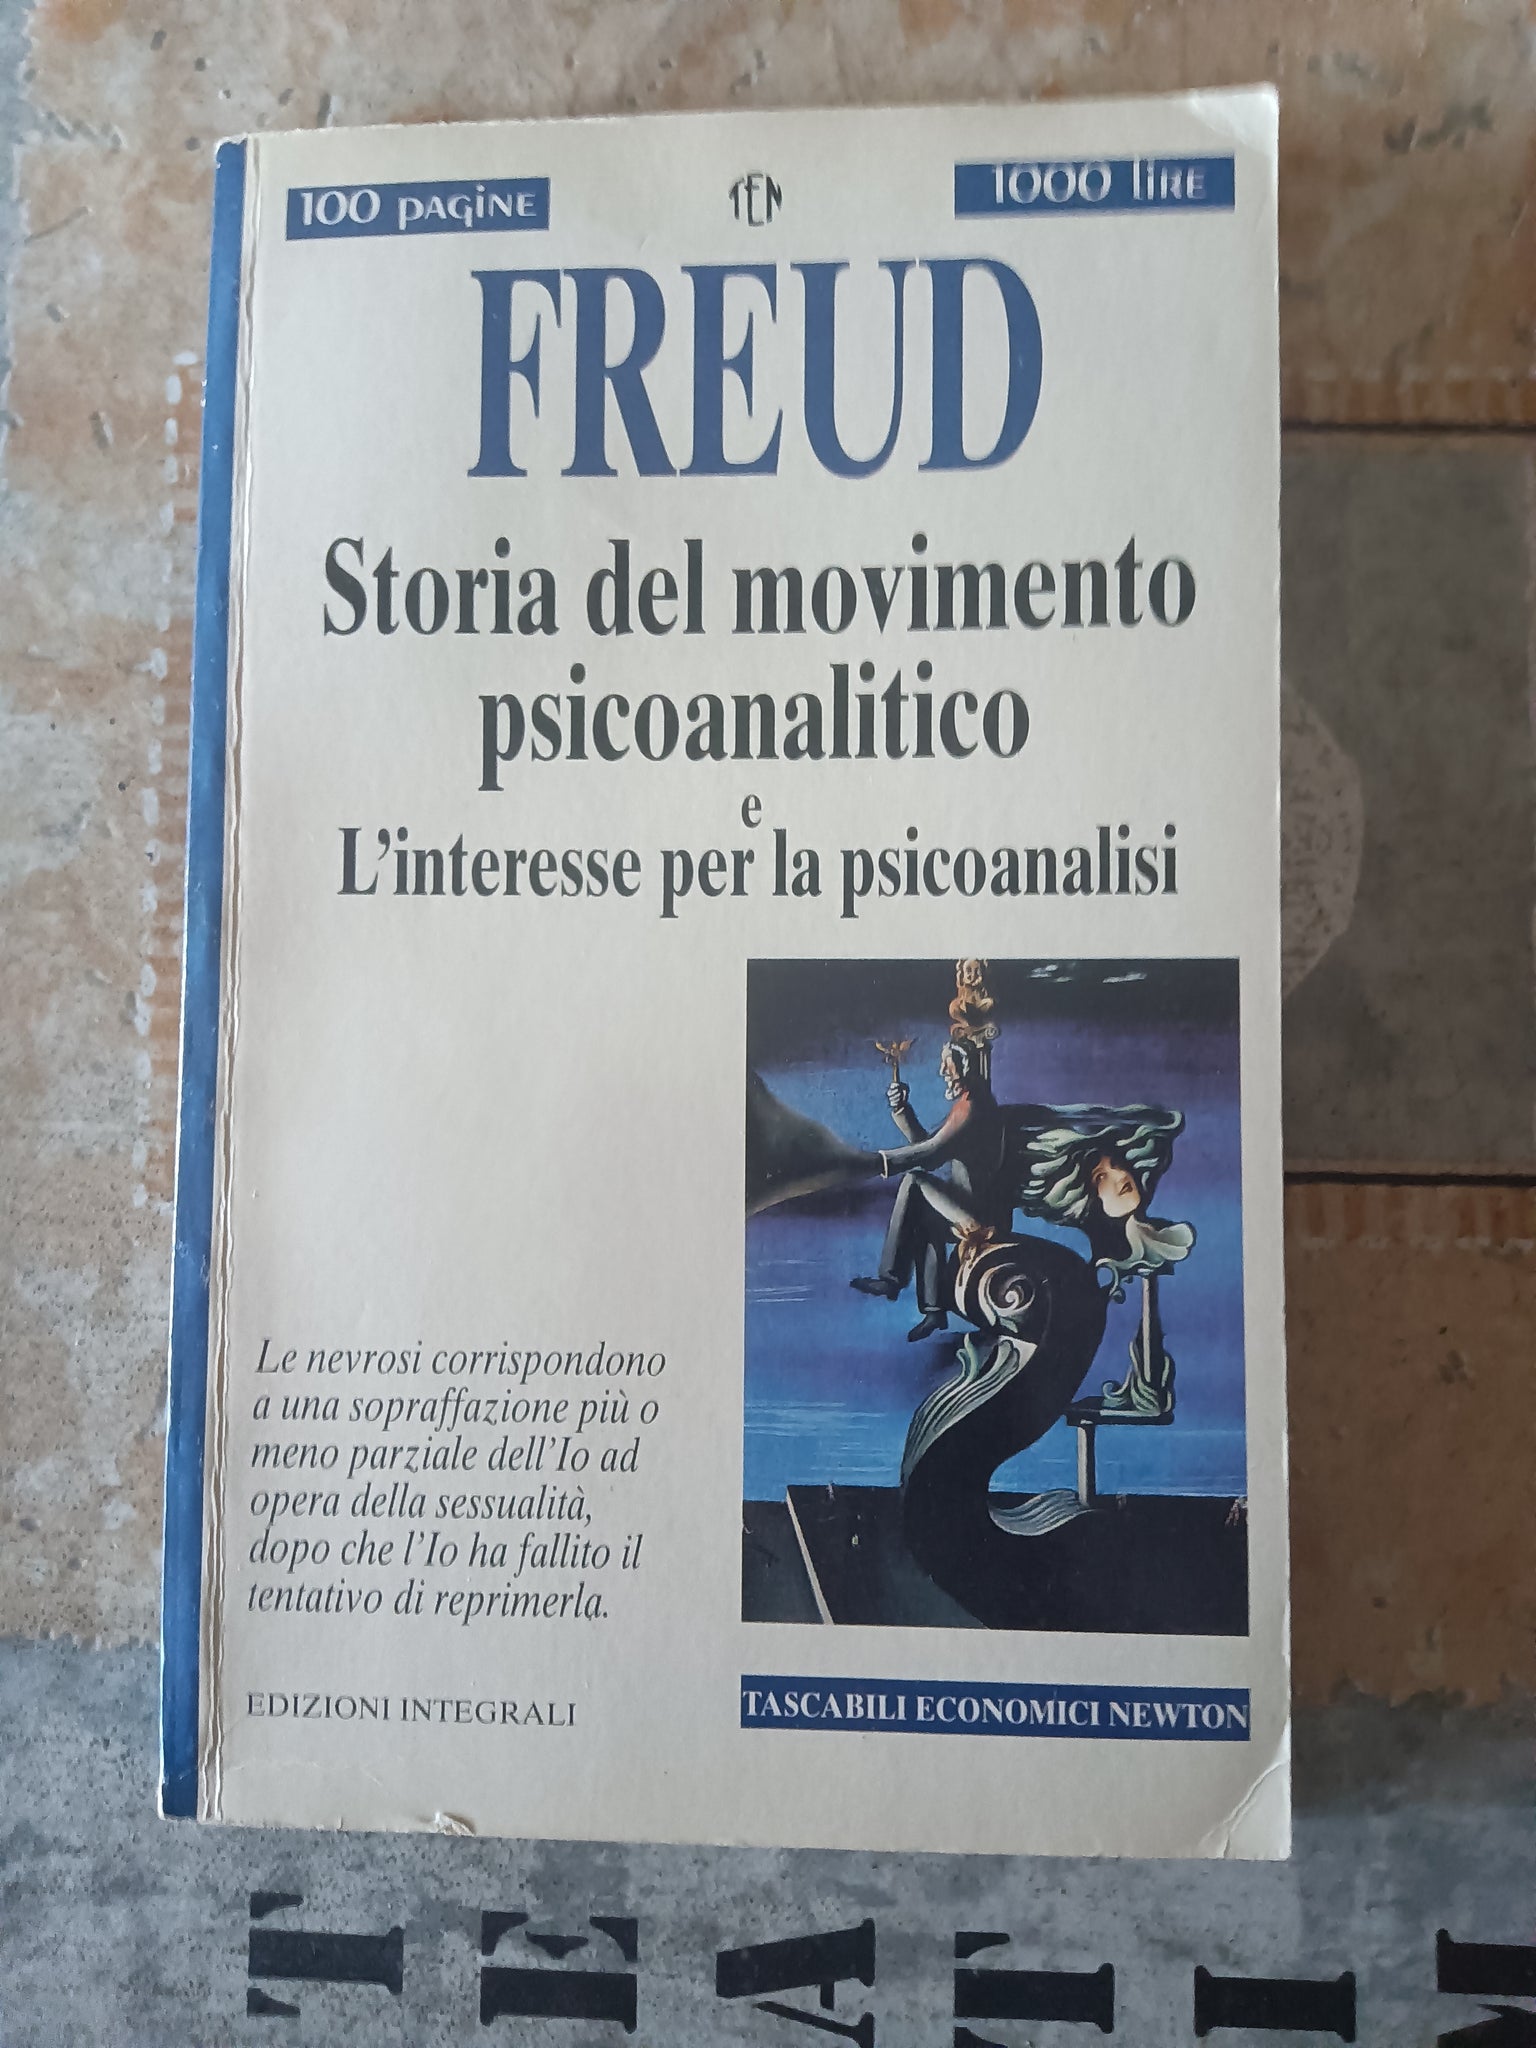 100 pagine
TEN
1000 lire
FREUD
Storia del movimento
psicoanalitico
e
L'interesse per la psicoanalisi
Le nevrosi corrispondono
a una sopraffazione più o
meno parziale dell'Io ad
opera della sessualità,
dopo che l'Io ha fallito il
tentativo di reprimerla.
EDIZIONI INTEGRALI
TASCABILI ECONOMICI NEWTON